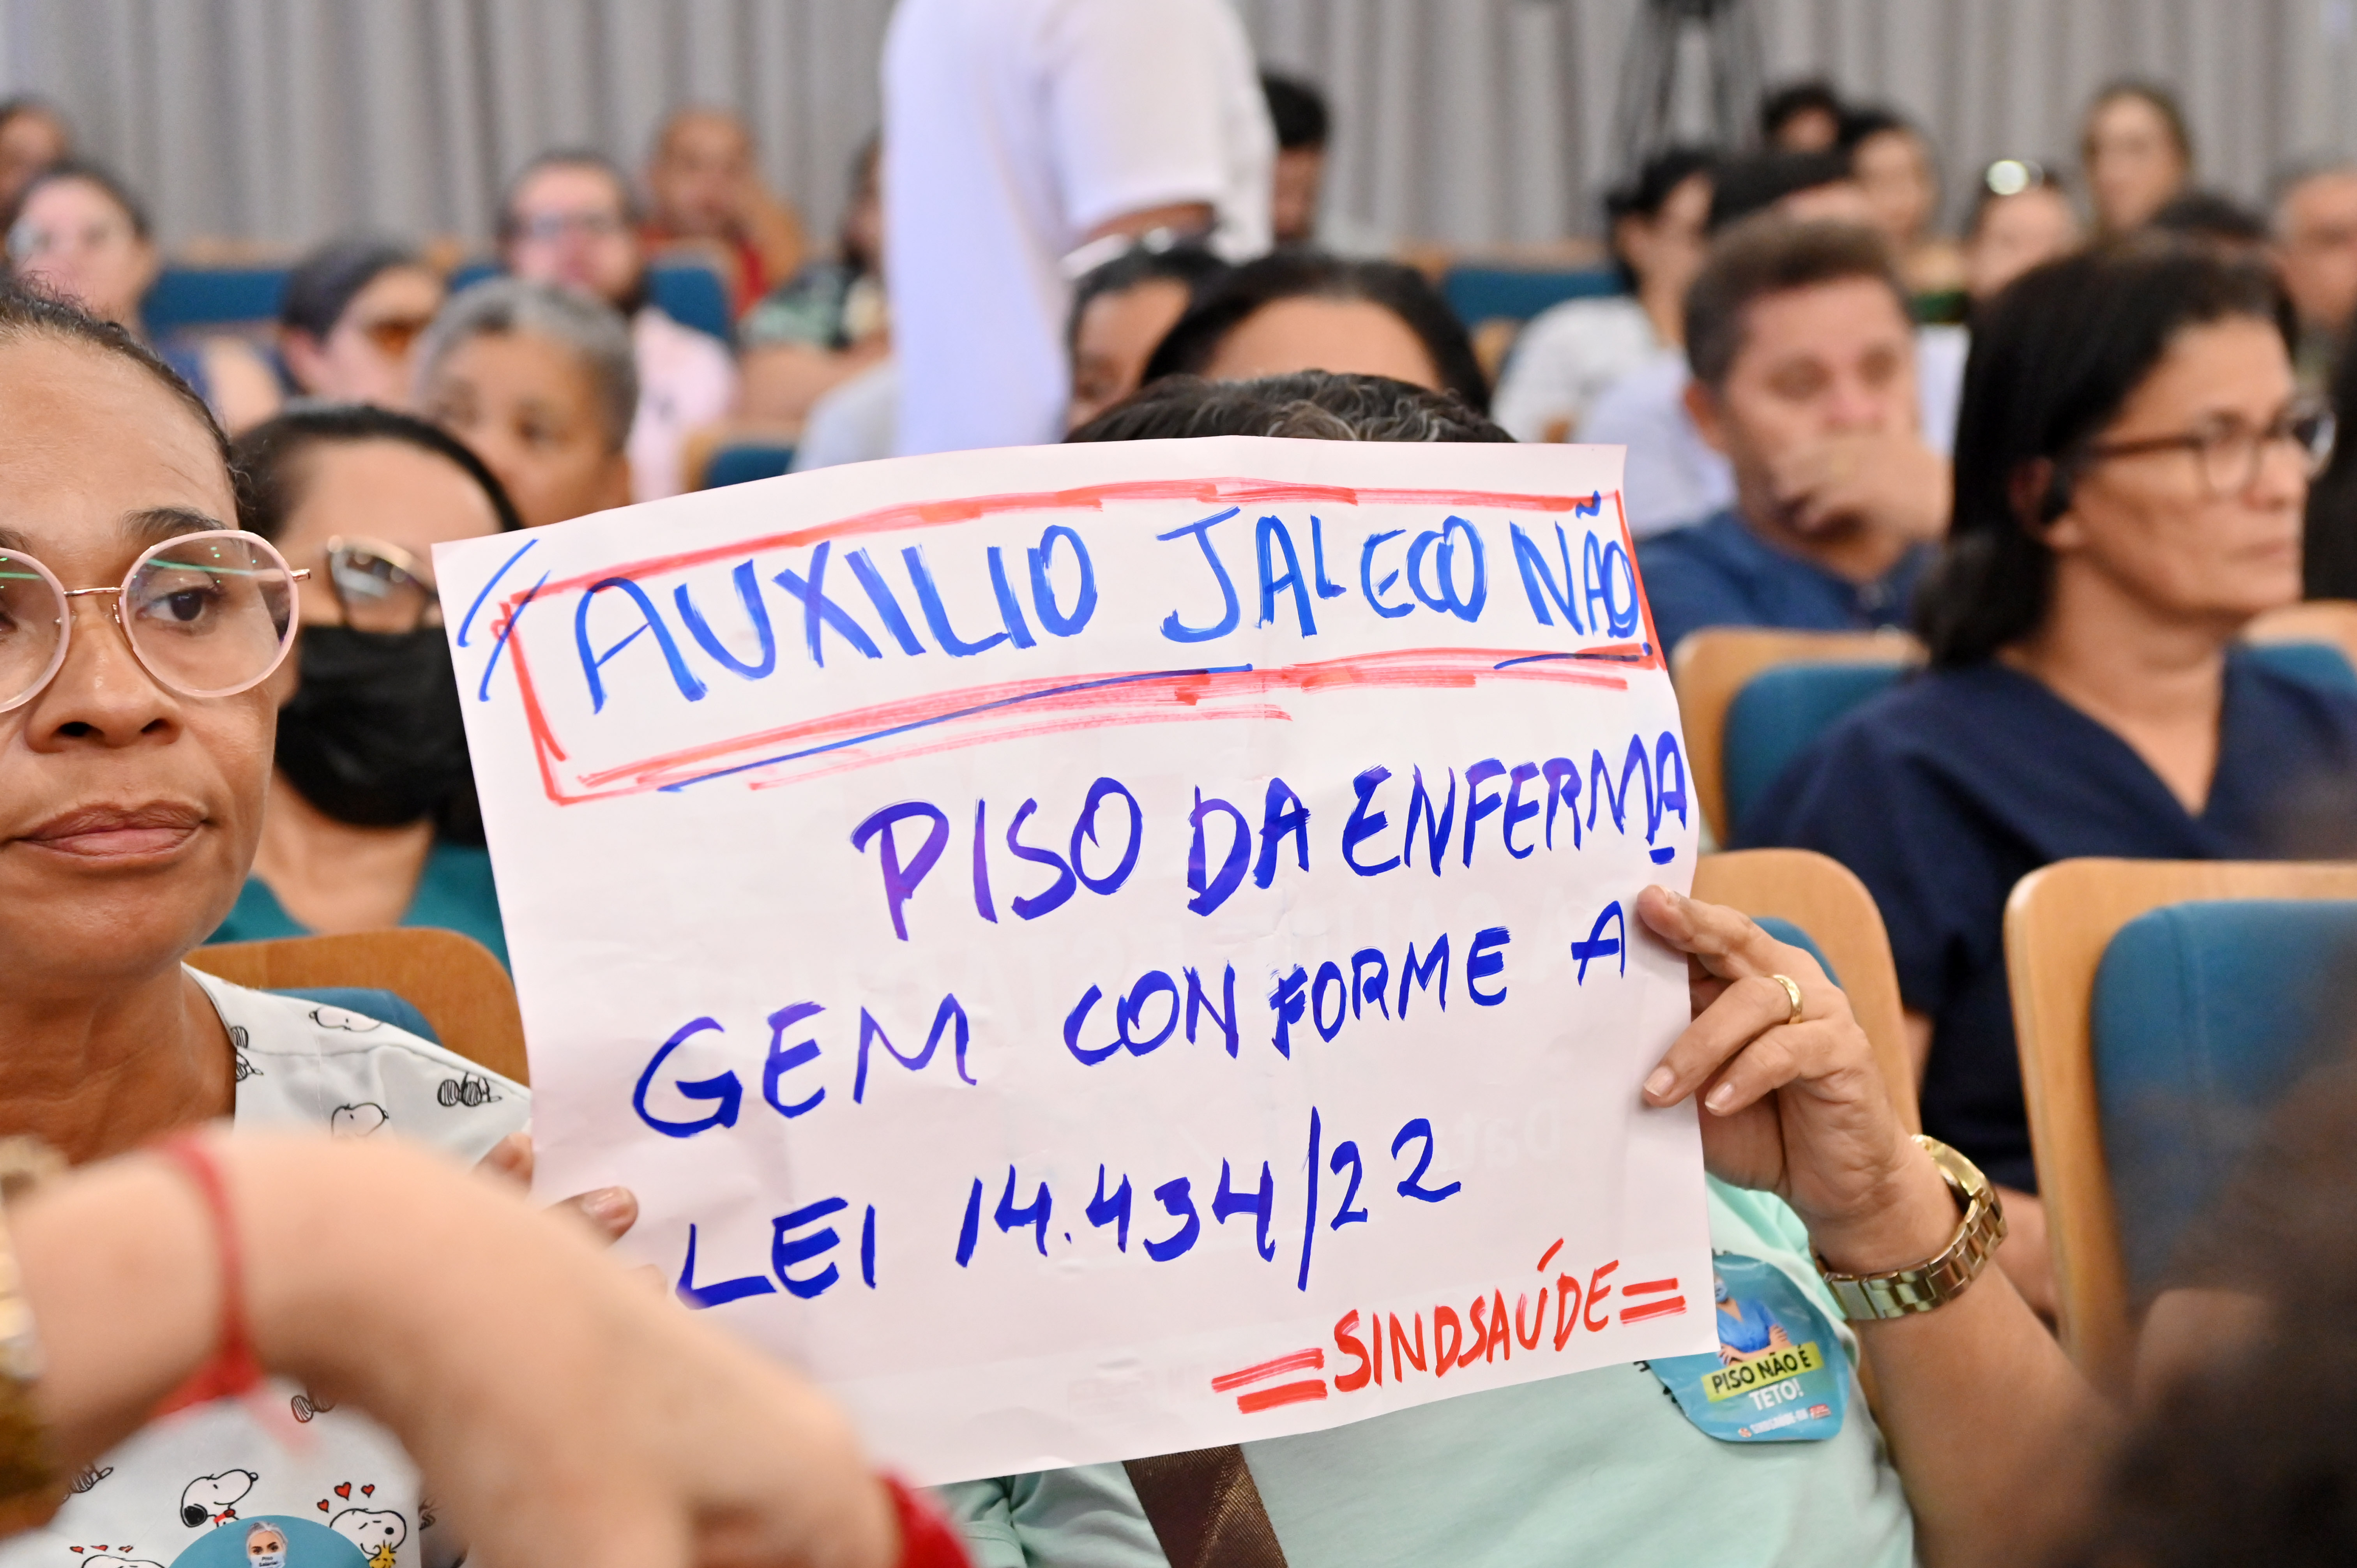 AUXILIO JALECO NÃO
PISO DA ENFERMA
GEM CONFORME A
LEI 14.434/22
=SINDSAÚDE=
PISO NÃO É
TETO!